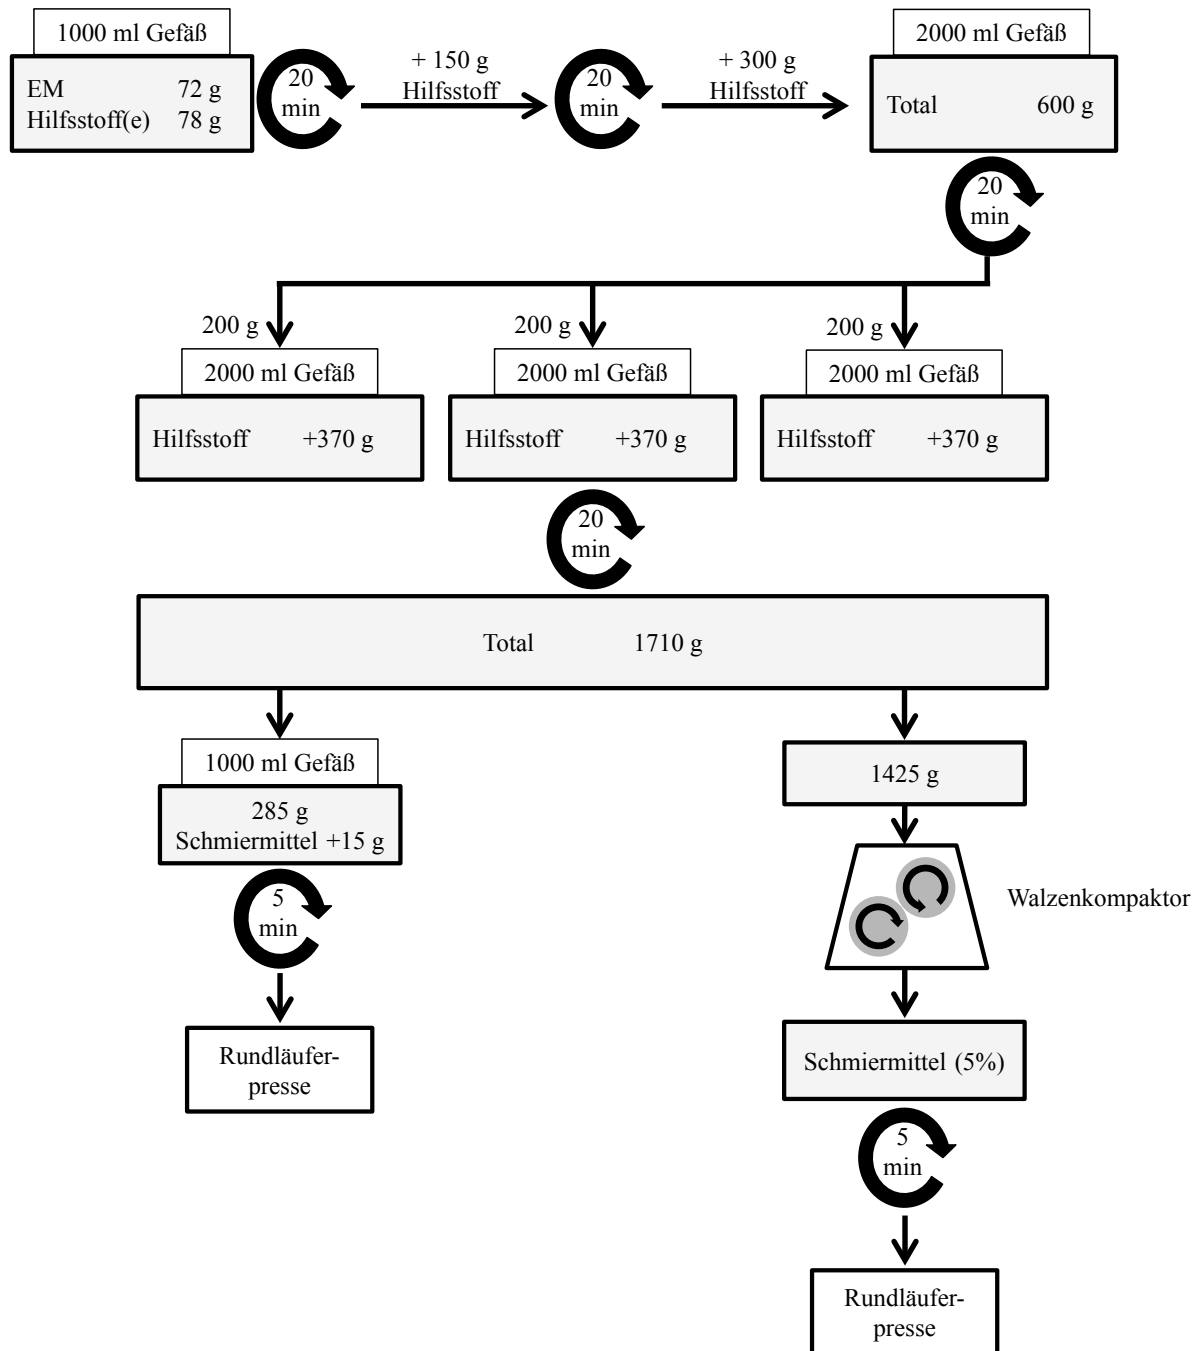 1000 ml Gefäß
EM 72 g
Hilfsstoff(e) 78 g
20
min
+ 150 g
Hilfsstoff
20
min
+ 300 g
Hilfsstoff
2000 ml Gefäß
Total 600 g
20
min
200 g
200 g
200 g
2000 ml Gefäß
2000 ml Gefäß
2000 ml Gefäß
Hilfsstoff +370 g
Hilfsstoff +370 g
Hilfsstoff +370 g
20
min
Total 1710 g
1000 ml Gefäß
285 g
Schmiermittel +15 g
5
min
Rundläufer-
presse
1425 g
Walzenkompaktor
Schmiermittel (5%)
5
min
Rundläufer-
presse